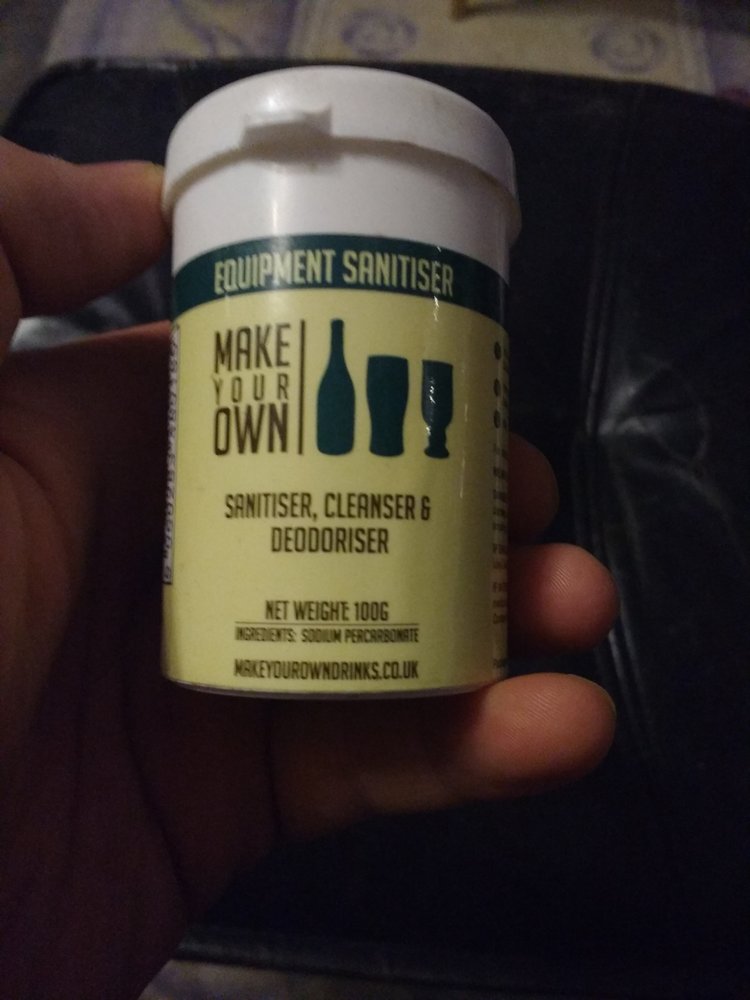 EQUIPMENT SANITISER
MAKE
YOUR
OWN
SANITISER, CLEANSER &
DEODORISER
NET WEIGHT: 100G
INGREDIENTS: SODIUM PERCARBONATE
MAKEYOUROWNDRINKS.CO.UK